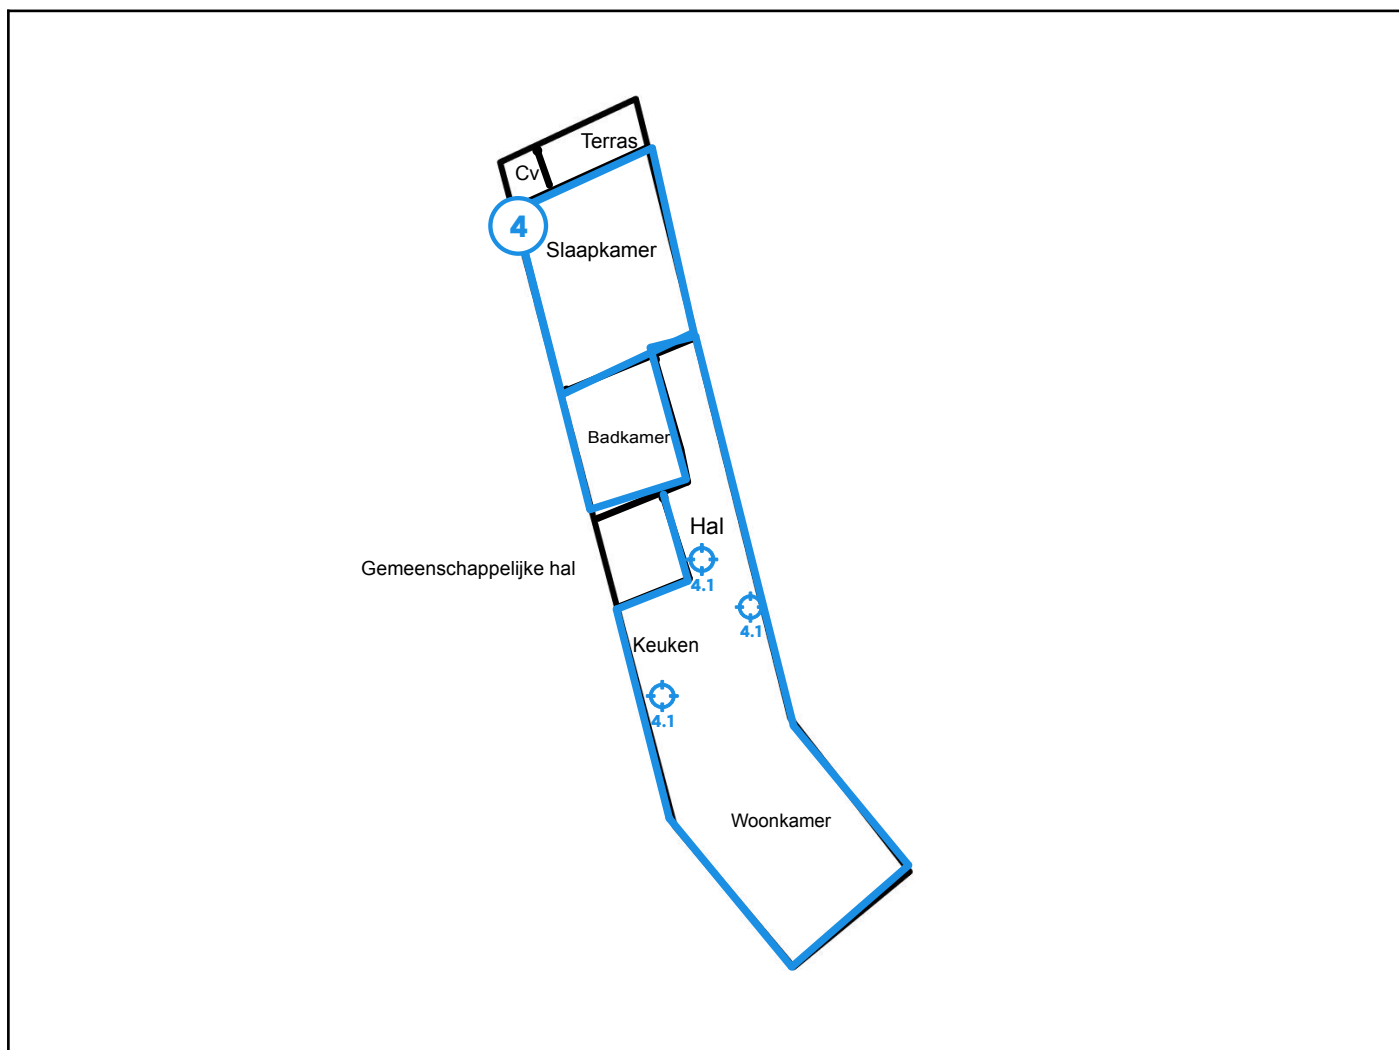 Terras
Cv
4
Slaapkamer
Badkamer
Hal
Gemeenschappelijke hal
4.1
4.1
Keuken
4.1
Woonkamer